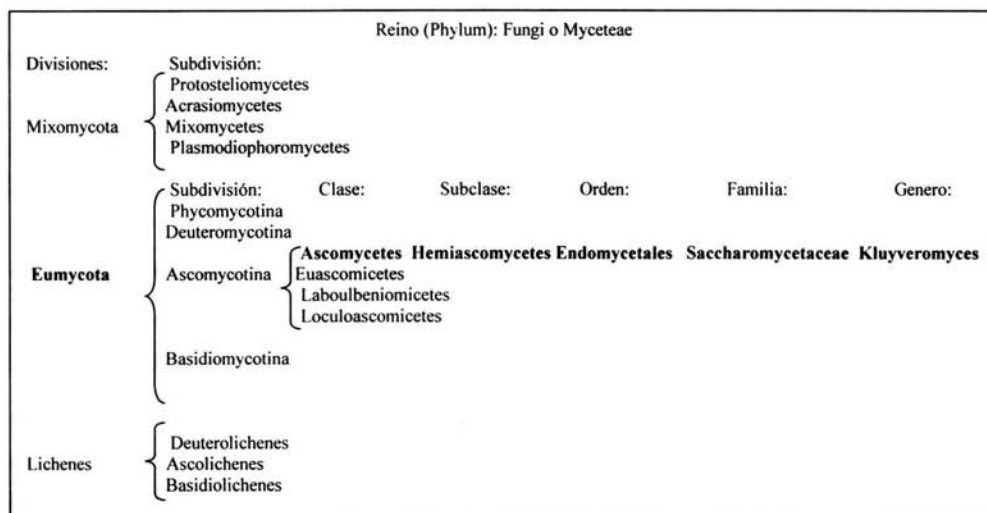 Reino (Phylum): Fungi o Myceteae
Divisiones: Subdivisión:
Protosteliomycetes
Acrasiomycetes
Mixomycota Mixomycetes
Plasmodiophoromycetes
Subdivisión: Clase: Subclase: Orden: Familia: Genero:
Phycomycotina
Deuteromycotina
Ascomycetes Hemiascomycetes Endomycetales Saccharomycetaceae Kluyveromyces
Eumycota Ascomycotina Euascomicetes
Laboulbeniomicetes
Loculoascomicetes
Basidiomycotina
Deuterolichenes
Lichenes Ascolichenes
Basidiolichenes